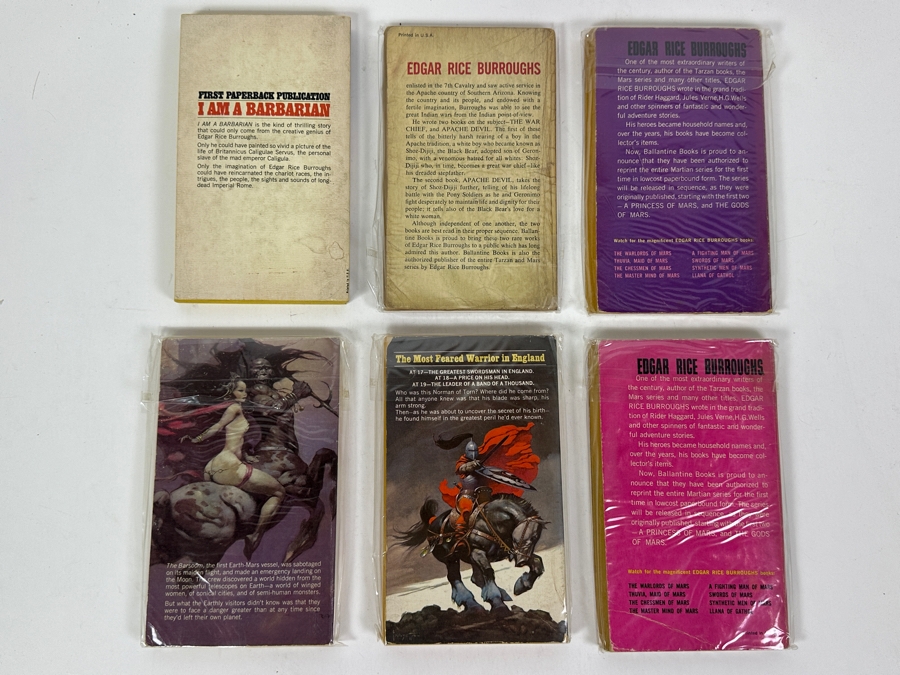 FIRST PAPERBACK PUBLICATION
I AM A BARBARIAN
I AM A BARBARIAN is the kind of thrilling story
that could only come from the creative genius of
Edgar Rice Burroughs.
Only he could have painted so vivid a picture of the
life of Britannicus Caligulae Servus, the personal
slave of the mad emperor Caligula.
Only the imagination of Edgar Rice Burroughs
could have reincarnated the chariot races, the in-
trigues, the people, the sights and sounds of long-
dead Imperial Rome.
Printed in U.S.A.
EDGAR RICE BURROUGHS
enlisted in the 7th Cavalry and saw active service in
the Apache country of Southern Arizona. Knowing
the country and its people, and endowed with a
fertile imagination, Burroughs was able to see the
great Indian wars from the Indian point-of-view.
He wrote two books on the subject—THE WAR
CHIEF, and APACHE DEVIL. The first of these
tells of the bitterly harsh rearing of a boy in the
Apache tradition, a white boy who became known as
Shoz-Dijiji, the Black Bear, adopted son of Geron-
imo, with a venomous hatred for all whites. Shoz-
Dijiji who, in time, becomes a great war chief—like
his dreaded stepfather.
The second book, APACHE DEVIL, takes the
story of Shoz-Dijiji further, telling of his lifelong
battle with the Pony Soldiers as he and Geronimo
fight desperately to maintain life and dignity for their
people; it tells also of the Black Bear's love for a
white woman.
Although independent of one another, the two
books are best read in their proper sequence. Ballan-
tine Books is proud to bring these two rare works
of Edgar Rice Burroughs to a public which has long
admired this author. Ballantine Books is also the
authorized publisher of the entire Tarzan and Mars
series by Edgar Rice Burroughs.
EDGAR RICE BURROUGHS
One of the most extraordinary writers of
the century, author of the Tarzan books, the
Mars series and many other titles, EDGAR
RICE BURROUGHS wrote in the grand tradi-
tion of Rider Haggard, Jules Verne, H.G. Wells
and other spinners of fantastic and wonder-
ful adventure stories.
His heroes became household names and,
over the years, his books have become col-
lector's items.
Now, Ballantine Books is proud to an-
nounce that they have been authorized to
reprint the entire Martian series for the first
time in lowcost paperbound form. The series
will be released in sequence, as they were
originally published, starting with the first two
—A PRINCESS OF MARS, and THE GODS
OF MARS.
Watch for the magnificent EDGAR RICE BURROUGHS books:
THE WARLORDS OF MARS
THUVIA, MAID OF MARS
THE CHESSMEN OF MARS
THE MASTER MIND OF MARS
A FIGHTING MAN OF MARS
SWORDS OF MARS
SYNTHETIC MEN OF MARS
LLANA OF GATHOL
The Barsoom, the first Earth-Mars vessel, was sabotaged
on its maiden flight, and made an emergency landing on
the Moon. The crew discovered a world hidden from the
most powerful telescopes on Earth—a world of winged
women, of conical cities, and of semi-human monsters.
But what the Earthly visitors didn't know was that they
were to face a danger greater than at any time since
they'd left their own planet.
The Most Feared Warrior in England
AT 17—THE GREATEST SWORDSMAN IN ENGLAND.
AT 18—A PRICE ON HIS HEAD.
AT 19—THE LEADER OF A BAND OF A THOUSAND.
Who was this Norman of Torn? Where did he come from?
All that anyone knew was that his blade was sharp, his
arm strong.
Then—as he was about to uncover the secret of his birth—
he found himself in the greatest peril he'd ever known.
EDGAR RICE BURROUGHS
One of the most extraordinary writers of
the century, author of the Tarzan books, the
Mars series and many other titles, EDGAR
RICE BURROUGHS wrote in the grand tradi-
tion of Rider Haggard, Jules Verne, H.G. Wells
and other spinners of fantastic and wonder-
ful adventure stories.
His heroes became household names and,
over the years, his books have become col-
lector's items.
Now, Ballantine Books is proud to an-
nounce that they have been authorized to
reprint the entire Martian series for the first
time in lowcost paperbound form. The series
will be released in sequence, as they were
originally published, starting with the first two
—A PRINCESS OF MARS, and THE GODS
OF MARS.
Watch for the magnificent EDGAR RICE BURROUGHS books:
THE WARLORDS OF MARS
THUVIA, MAID OF MARS
THE CHESSMEN OF MARS
THE MASTER MIND OF MARS
A FIGHTING MAN OF MARS
SWORDS OF MARS
SYNTHETIC MEN OF MARS
LLANA OF GATHOL